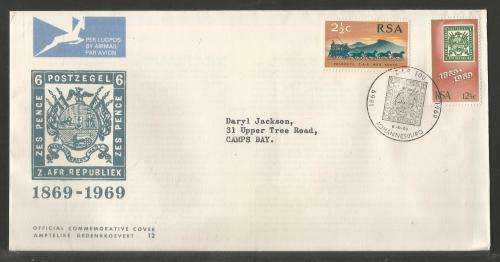 PER LUGPOS
BY AIRMAIL
PAR AVION
6 POSTZEGEL 6
ZES PENCE
ZES PENCE
Z. AFR. REPUBLIEK
1869-1969
OFFICIAL COMMEMORATIVE COVER
AMPTELIKE GEDENKKOEVERT 12
Daryl Jackson,
31 Upper Tree Road,
CAMPS BAY.
2½c RSA
1869-1969
RSA 12½c
1869
1969
JOHANNESBURG